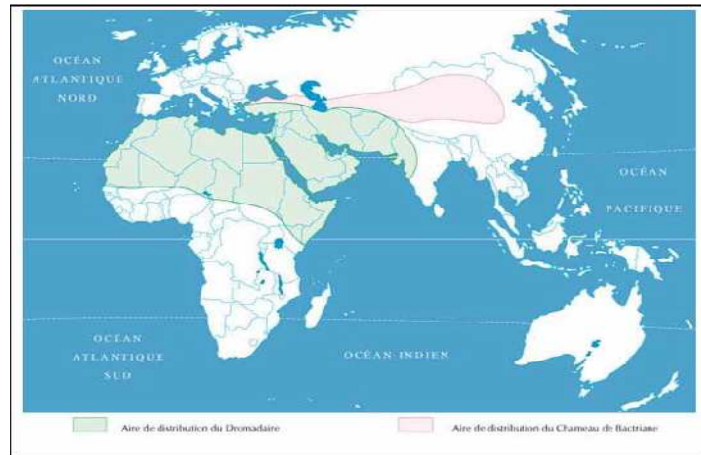 OCÉAN
ATLANTIQUE
NORD
OCÉAN
PACIFIQUE
OCÉAN
ATLANTIQUE
SUD
OCÉAN INDIEN
Aire de distribution du Dromadaire
Aire de distribution du Chameau de Bactriane